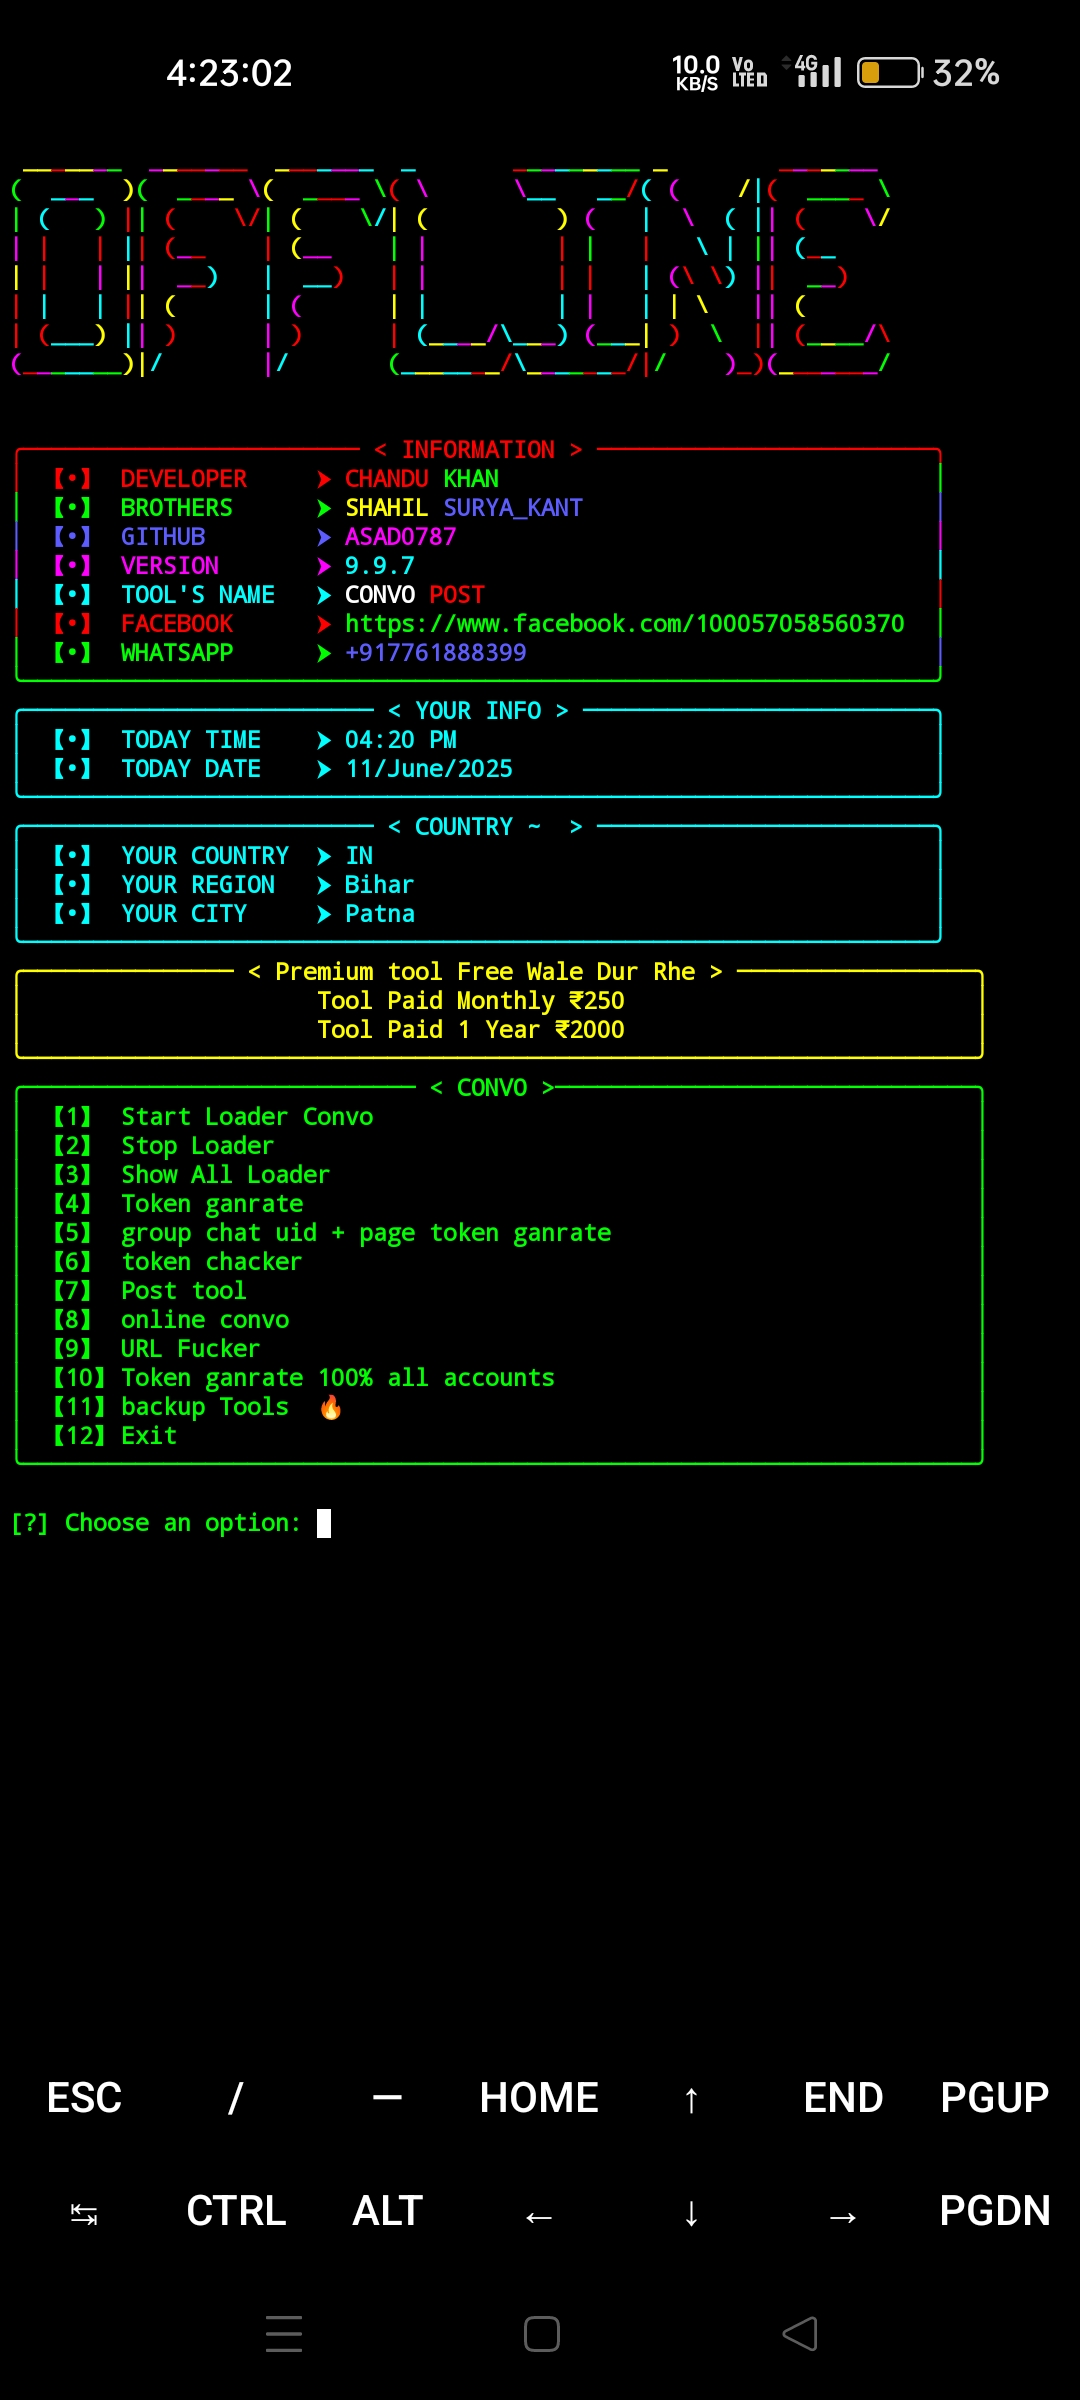 4:23:02 10.0 KB/S Vo LTE 4G 32%
OFFLINE
< INFORMATION >
【•】 DEVELOPER ➤ CHANDU KHAN
【•】 BROTHERS ➤ SHAHIL SURYA_KANT
【•】 GITHUB ➤ ASAD0787
【•】 VERSION ➤ 9.9.7
【•】 TOOL'S NAME ➤ CONVO POST
【•】 FACEBOOK ➤ https://www.facebook.com/100057058560370
【•】 WHATSAPP ➤ +917761888399
< YOUR INFO >
【•】 TODAY TIME ➤ 04:20 PM
【•】 TODAY DATE ➤ 11/June/2025
< COUNTRY ~ >
【•】 YOUR COUNTRY ➤ IN
【•】 YOUR REGION ➤ Bihar
【•】 YOUR CITY ➤ Patna
< Premium tool Free Wale Dur Rhe >
Tool Paid Monthly ₹250
Tool Paid 1 Year ₹2000
< CONVO >
【1】 Start Loader Convo
【2】 Stop Loader
【3】 Show All Loader
【4】 Token ganrate
【5】 group chat uid + page token ganrate
【6】 token chacker
【7】 Post tool
【8】 online convo
【9】 URL Fucker
【10】Token ganrate 100% all accounts
【11】backup Tools 🔥
【12】Exit
[?] Choose an option:
ESC / — HOME ↑ END PGUP
↹ CTRL ALT ← ↓ → PGDN